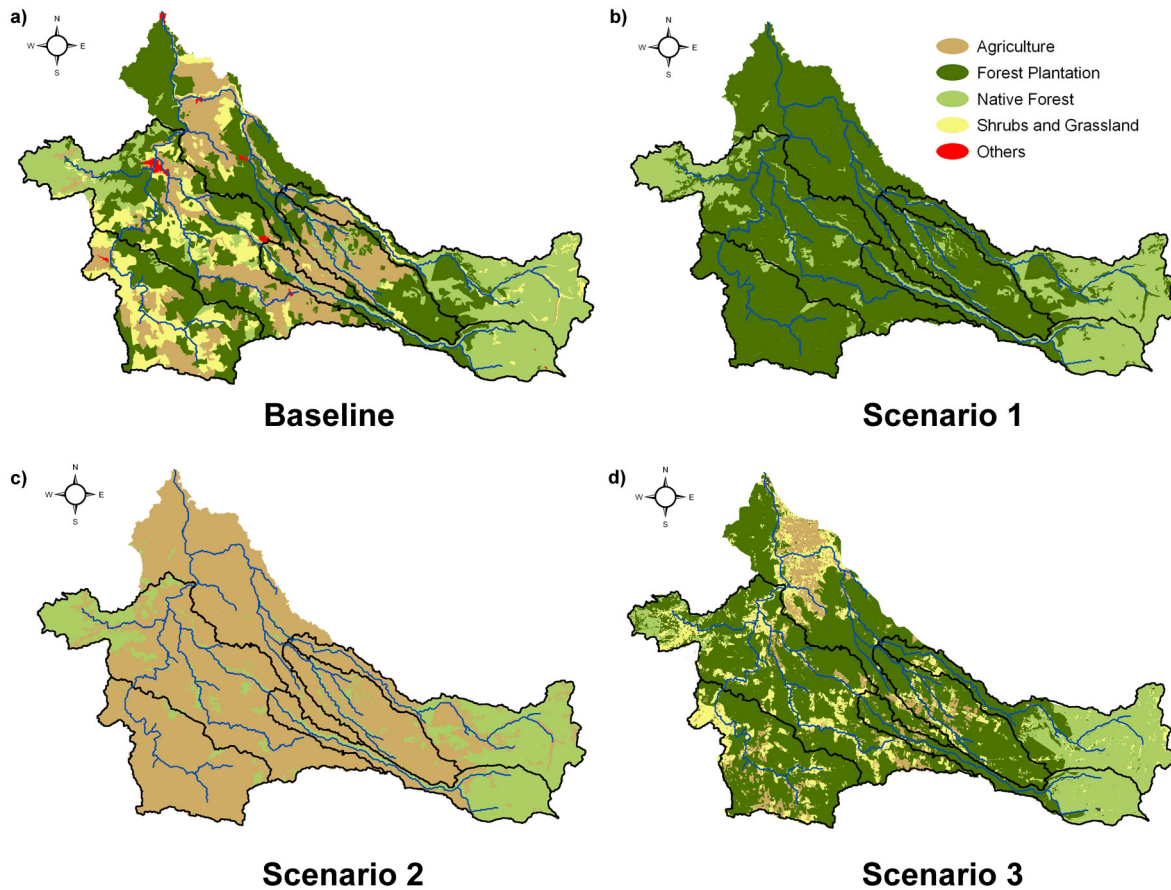 a)
N
W
E
S
Baseline
b)
N
W
E
S
Agriculture
Forest Plantation
Native Forest
Shrubs and Grassland
Others
Scenario 1
c)
N
W
E
S
Scenario 2
d)
N
W
E
S
Scenario 3